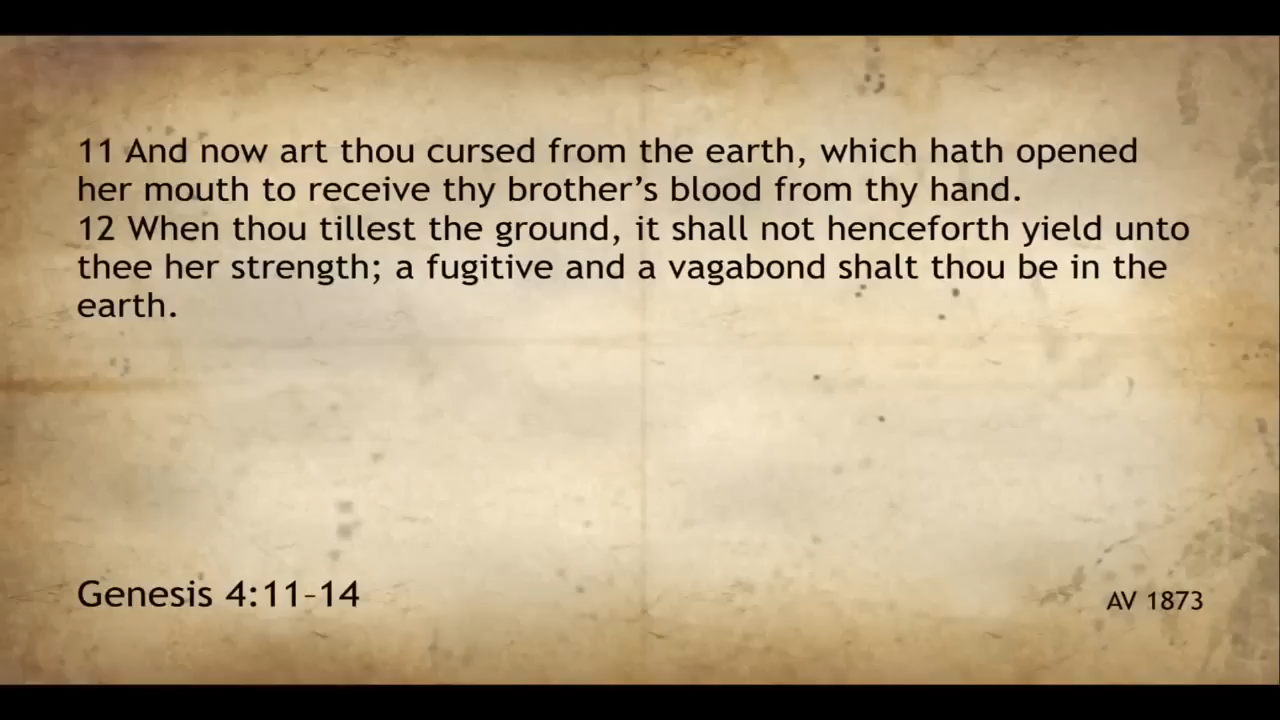 11 And now art thou cursed from the earth, which hath opened
her mouth to receive thy brother’s blood from thy hand.
12 When thou tillest the ground, it shall not henceforth yield unto
thee her strength; a fugitive and a vagabond shalt thou be in the
earth.
Genesis 4:11–14
AV 1873